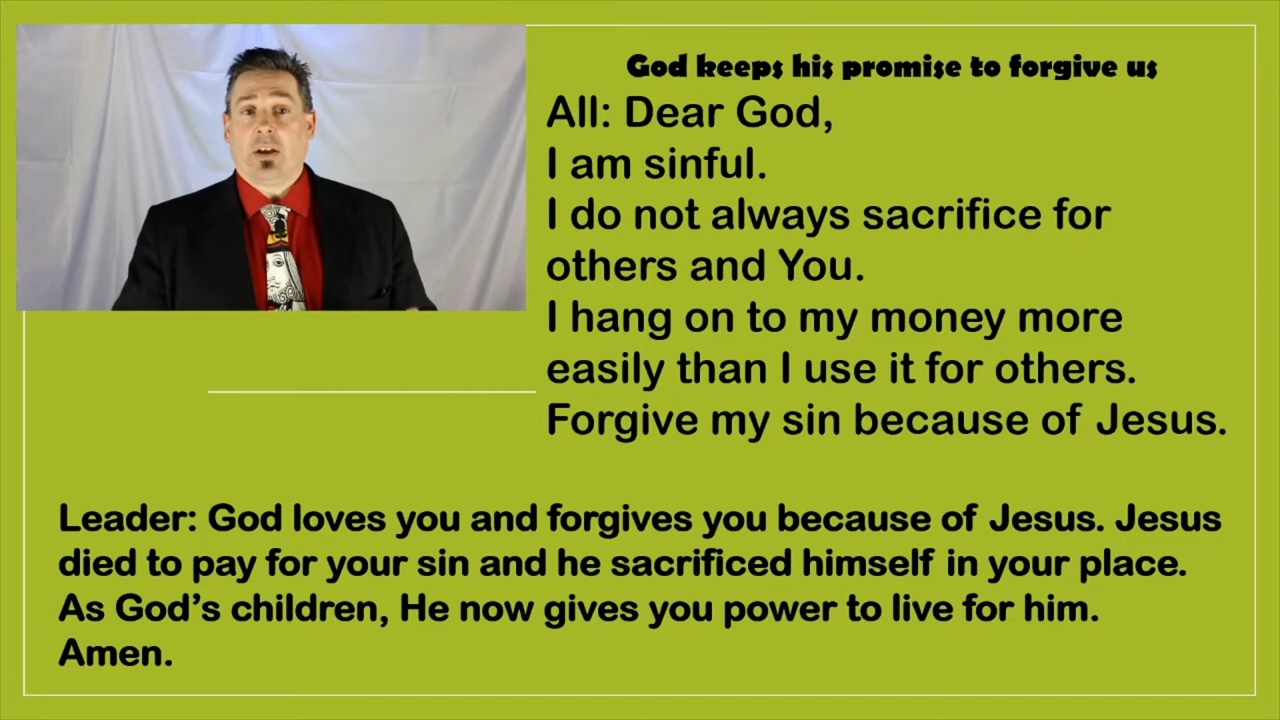 God keeps his promise to forgive us
All: Dear God,
I am sinful.
I do not always sacrifice for
others and You.
I hang on to my money more
easily than I use it for others.
Forgive my sin because of Jesus.
Leader: God loves you and forgives you because of Jesus. Jesus
died to pay for your sin and he sacrificed himself in your place.
As God’s children, He now gives you power to live for him.
Amen.